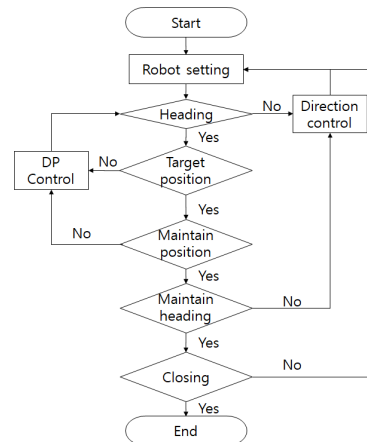 Start
Robot setting
Heading
No
Direction
control
Yes
DP
Control
No
Target
position
Yes
No
Maintain
position
Yes
Maintain
heading
No
Yes
Closing
No
Yes
End